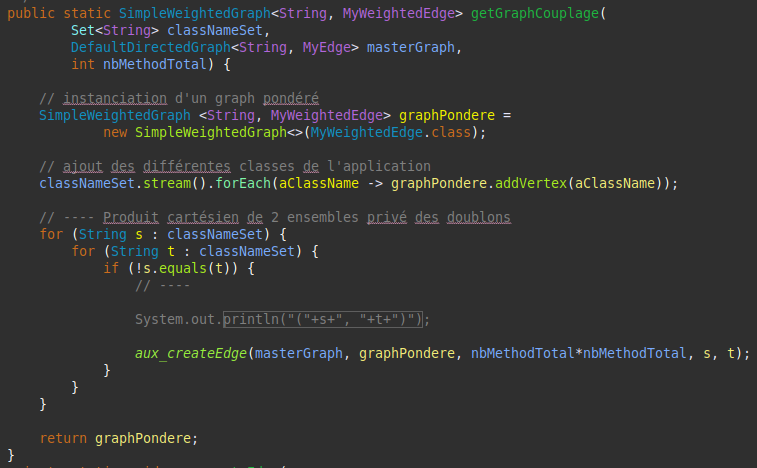 public static SimpleWeightedGraph<String, MyWeightedEdge> getGraphCouplage(
        Set<String> classNameSet,
        DefaultDirectedGraph<String, MyEdge> masterGraph,
        int nbMethodTotal) {
    // instanciation d'un graph pondéré
    SimpleWeightedGraph <String, MyWeightedEdge> graphPondere =
            new SimpleWeightedGraph<>(MyWeightedEdge.class);
    // ajout des différentes classes de l'application
    classNameSet.stream().forEach(aClassName -> graphPondere.addVertex(aClassName));
    // ---- Produit cartésien de 2 ensembles privé des doublons
    for (String s : classNameSet) {
        for (String t : classNameSet) {
            if (!s.equals(t)) {
                // ----
                System.out.println("("+s+", "+t+")");
                aux_createEdge(masterGraph, graphPondere, nbMethodTotal*nbMethodTotal, s, t);
            }
        }
    }
    return graphPondere;
}